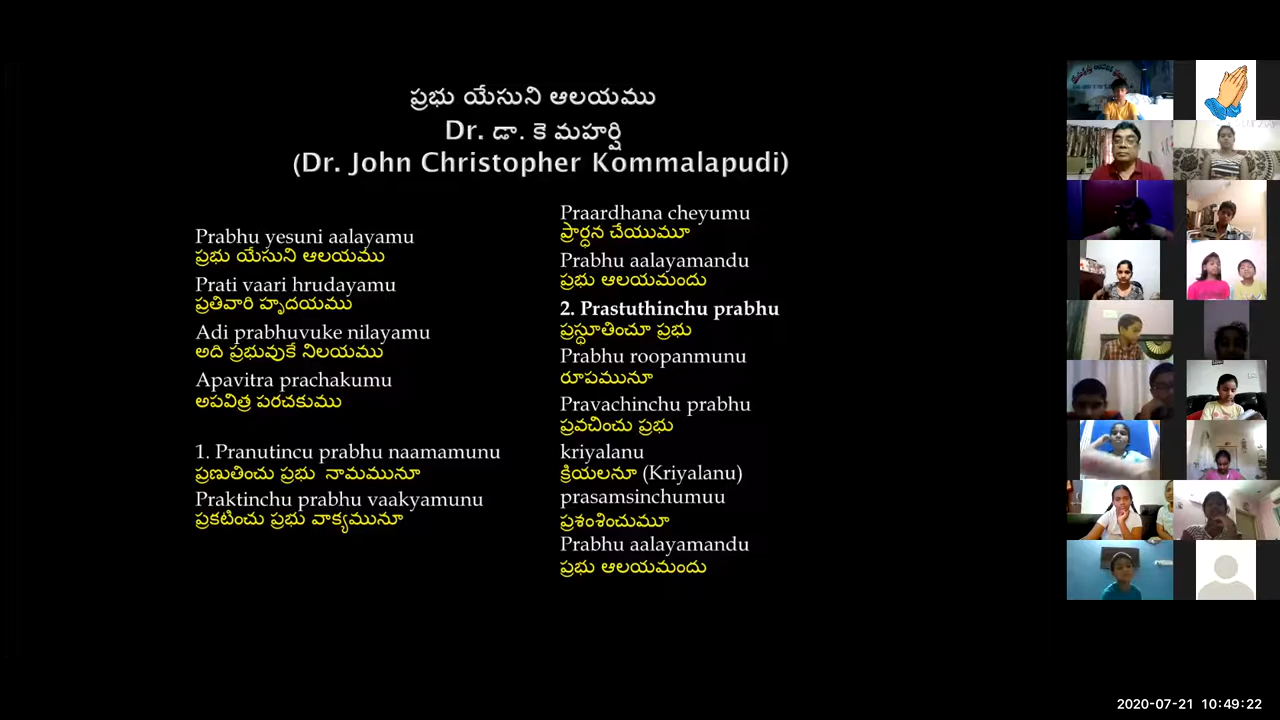 ప్రభు యేసుని ఆలయము
Dr. డా. కె మహర్షి
(Dr. John Christopher Kommalapudi)
Prabhu yesuni aalayamu
ప్రభు యేసుని ఆలయము
Prati vaari hrudayamu
ప్రతివారి హృదయము
Adi prabhuvuke nilayamu
అది ప్రభువుకే నిలయము
Apavitra prachakumu
అపవిత్ర పరచకుము
1. Pranutincu prabhu naamamunu
ప్రణుతించు ప్రభు నామమునూ
Praktinchu prabhu vaakyamunu
ప్రకటించు ప్రభు వాక్యమునూ
Praardhana cheyumu
ప్రార్ధన చేయుమూ
Prabhu aalayamandu
ప్రభు ఆలయమందు
2. Prastuthinchu prabhu
ప్రస్థూతించూ ప్రభు
Prabhu roopanmunu
రూపమునూ
Pravachinchu prabhu
ప్రవచించు ప్రభు
kriyalanu
క్రియలనూ (Kriyalanu)
prasamsinchumuu
ప్రశంశించుమూ
Prabhu aalayamandu
ప్రభు ఆలయమందు
2020-07-21 10:49:22